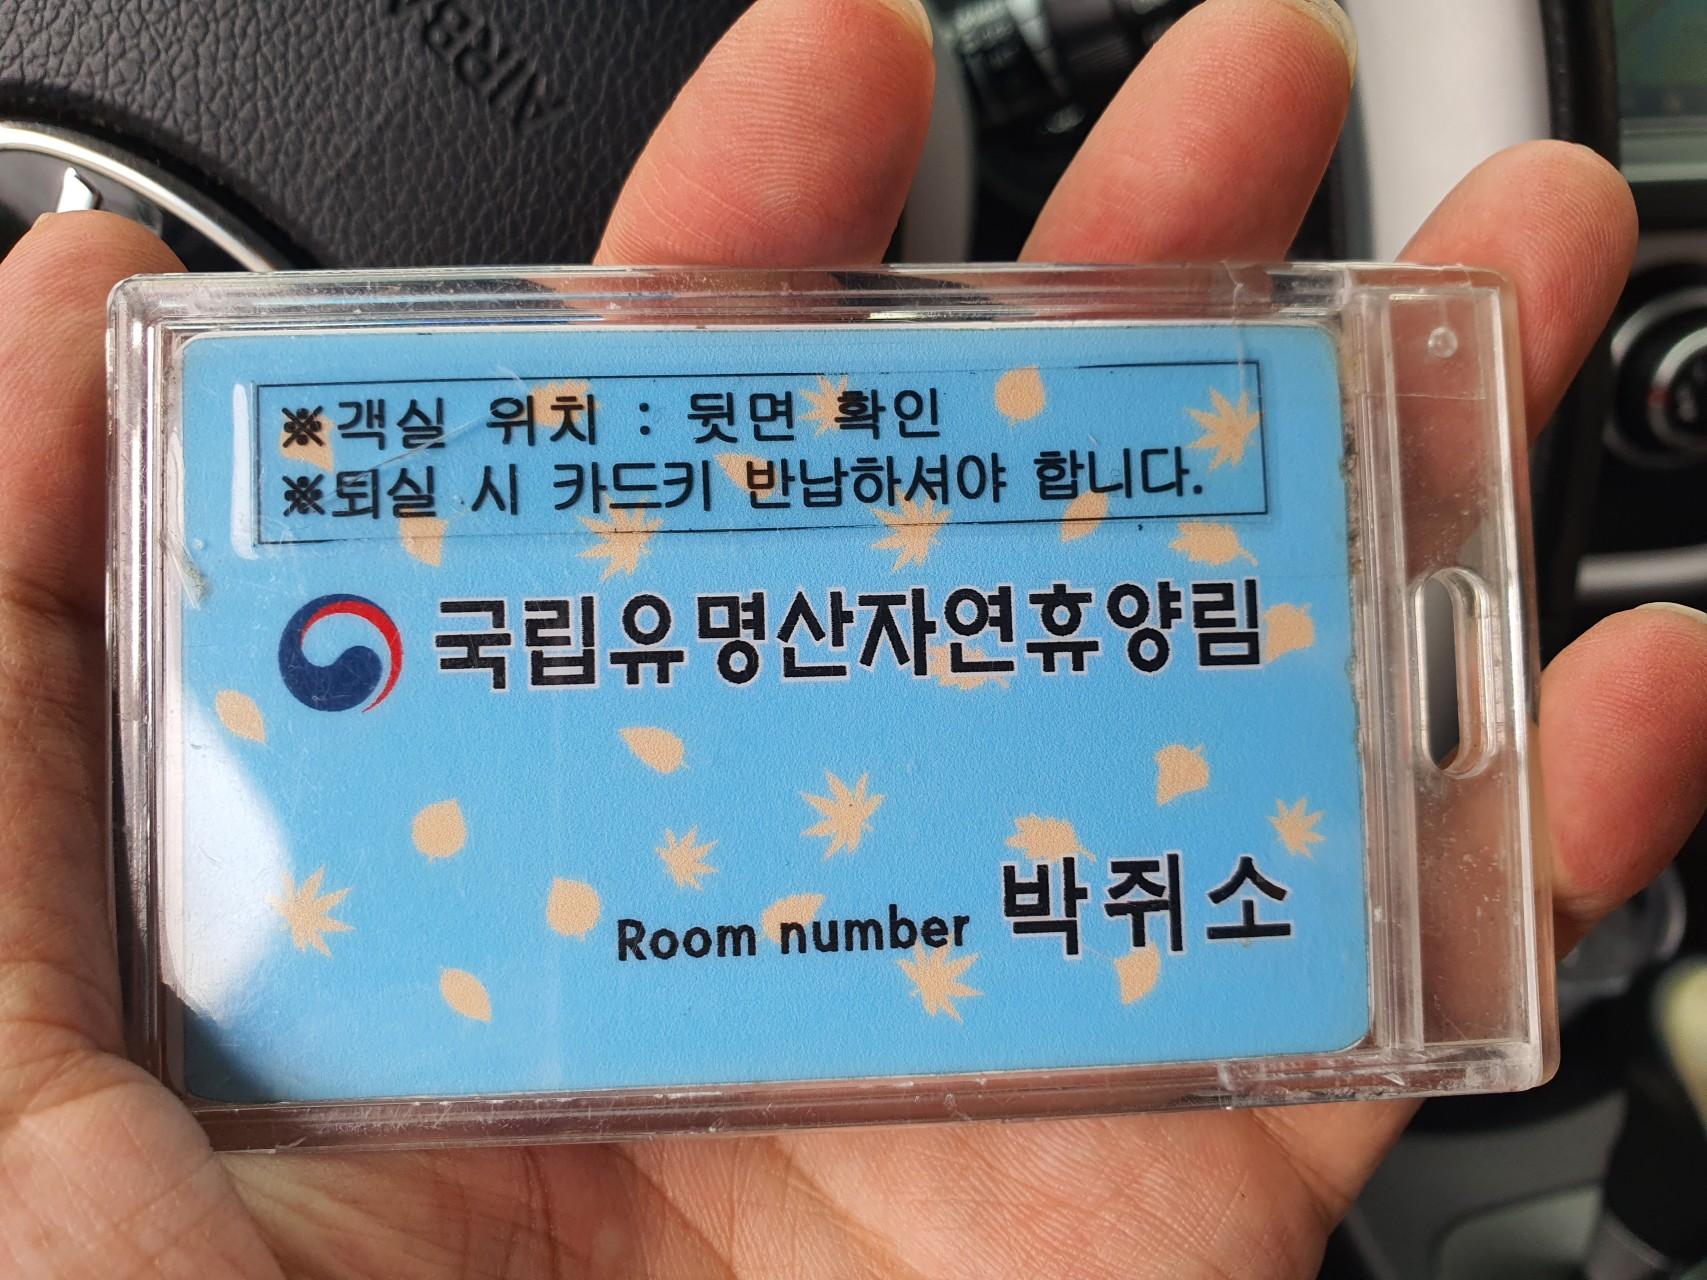 AIRBA
※객실 위치 : 뒷면 확인
※퇴실 시 카드키 반납하셔야 합니다.
국립유명산자연휴양림
Room number 박쥐소